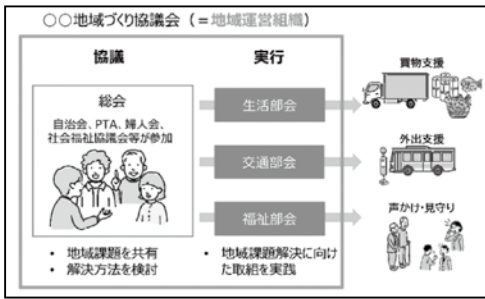 ○○地域づくり協議会（＝地域運営組織）
協議
実行
総会
自治会、PTA、婦人会、
社会福祉協議会等が参加
• 地域課題を共有
• 解決方法を検討
生活部会
交通部会
福祉部会
• 地域課題解決に向け
た取組を実践
買物支援
外出支援
声かけ・見守り